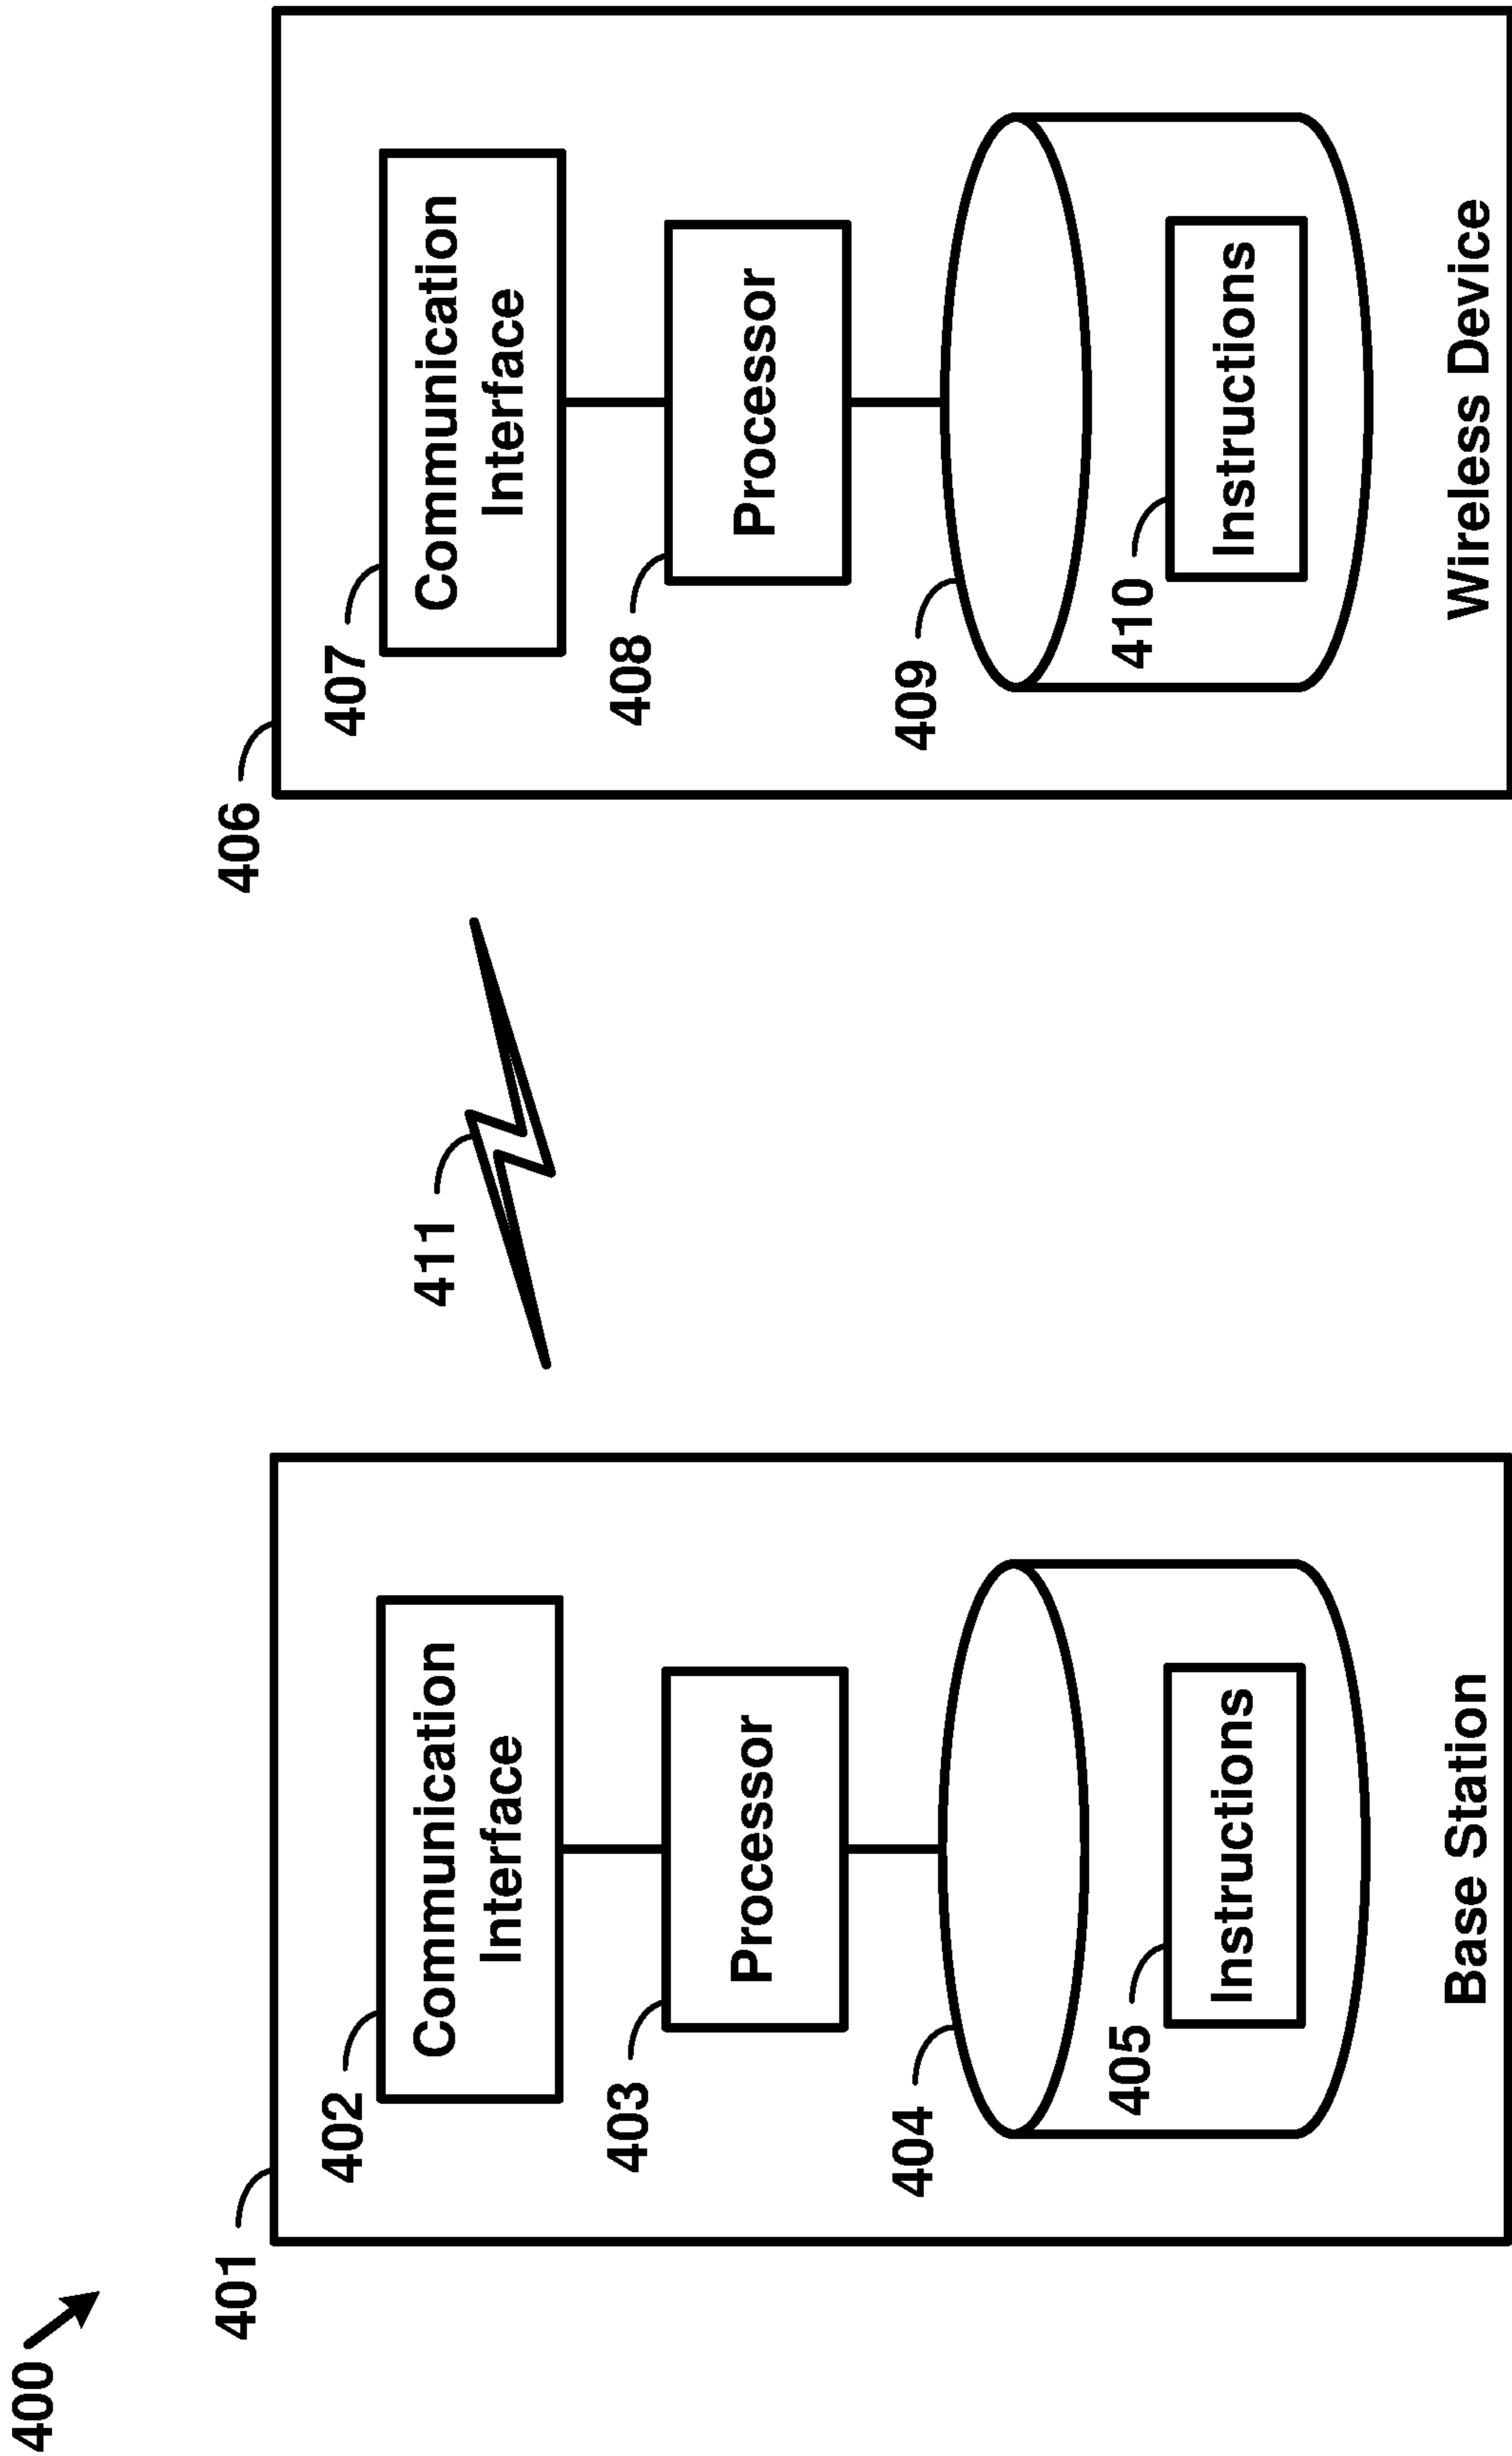 400
401
402
Communication
Interface
403
Processor
404
405
Instructions
Base Station
411
406
407
Communication
Interface
408
Processor
409
410
Instructions
Wireless Device